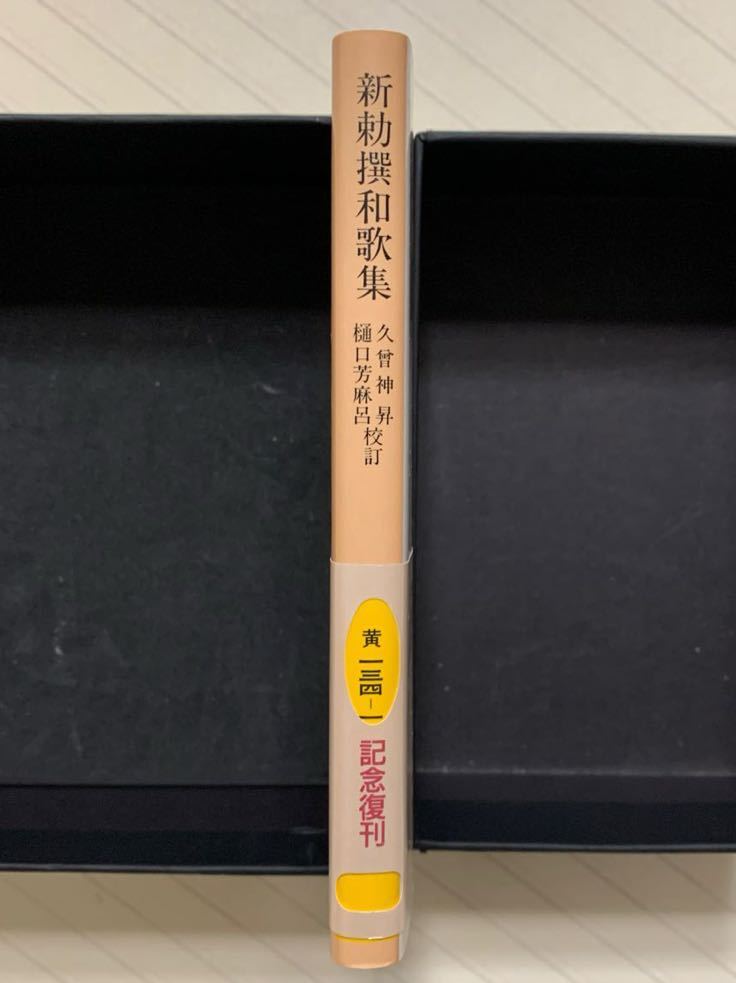 新勅撰和歌集
久曾神昇
樋口芳麻呂
校訂
黄一三四-一
記念復刊